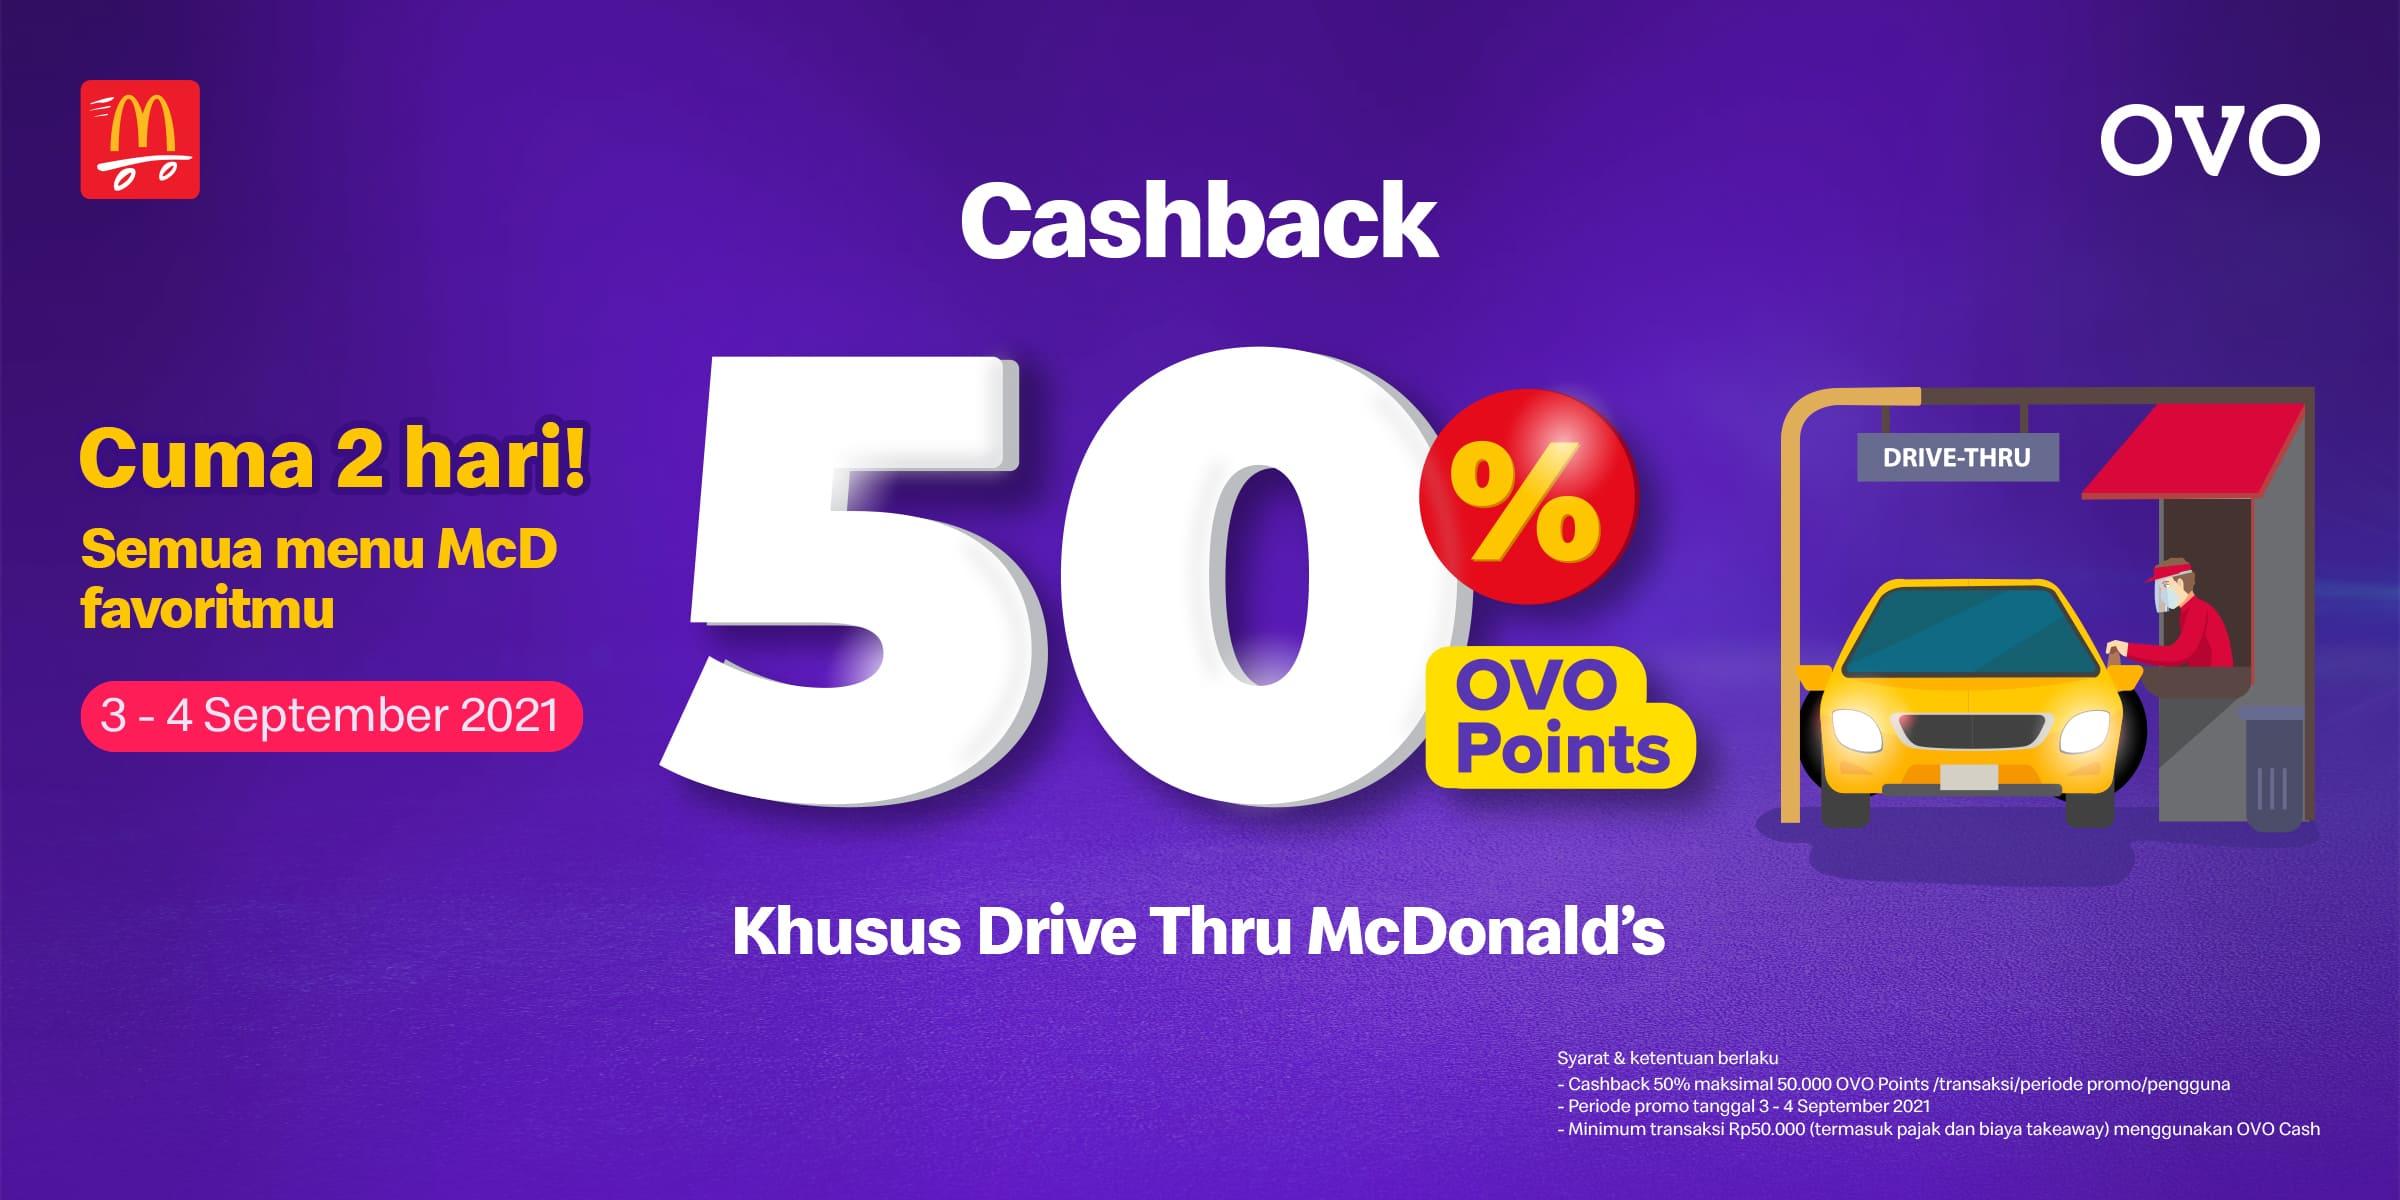 OVO
Cashback
50%
OVO
Points
Cuma 2 hari!
Semua menu McD
favoritmu
3 - 4 September 2021
DRIVE-THRU
Khusus Drive Thru McDonald's
Syarat & ketentuan berlaku
- Cashback 50% maksimal 50.000 OVO Points /transaksi/periode promo/pengguna
- Periode promo tanggal 3 - 4 September 2021
- Minimum transaksi Rp50.000 (termasuk pajak dan biaya takeaway) menggunakan OVO Cash